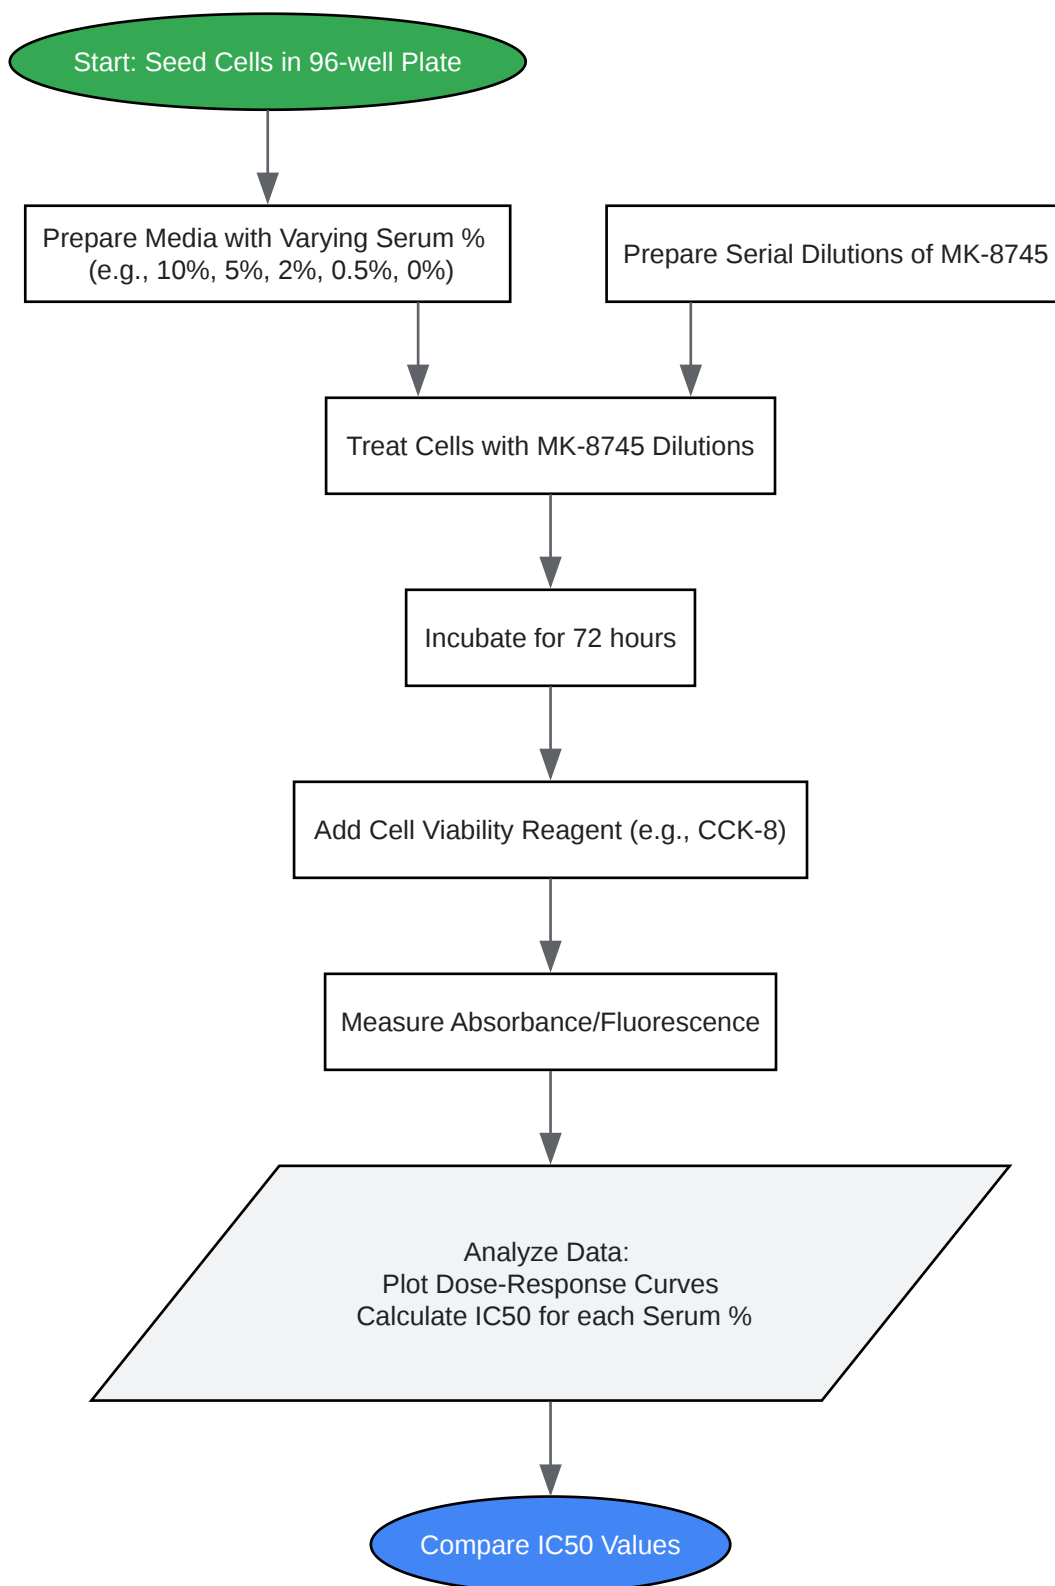 Start: Seed Cells in 96-well Plate
Prepare Media with Varying Serum %
(e.g., 10%, 5%, 2%, 0.5%, 0%)
Prepare Serial Dilutions of MK-8745
Treat Cells with MK-8745 Dilutions
Incubate for 72 hours
Add Cell Viability Reagent (e.g., CCK-8)
Measure Absorbance/Fluorescence
Analyze Data:
Plot Dose-Response Curves
Calculate IC50 for each Serum %
Compare IC50 Values